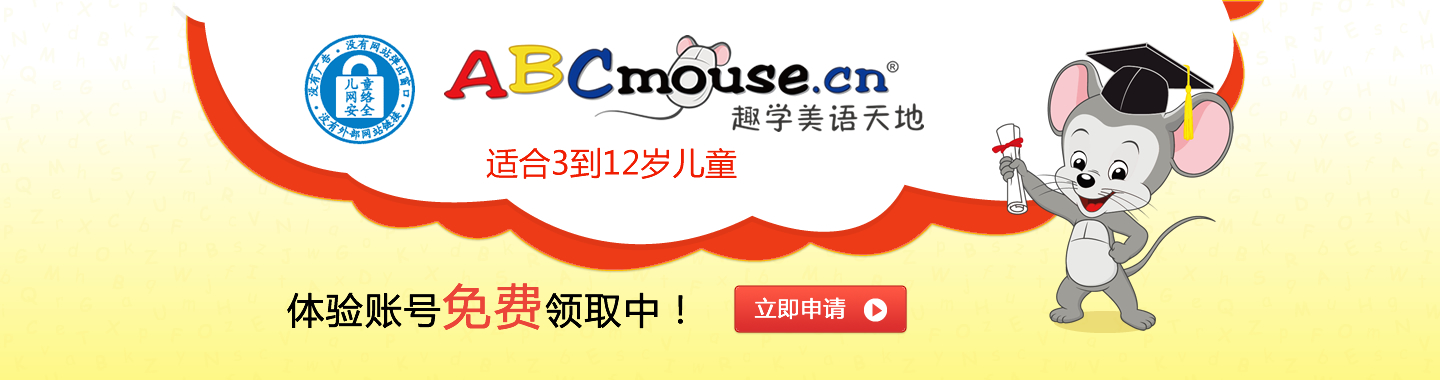 没有广告·没有网站弹出窗口·没有外部网站链接·
儿童
网络
安全
ABCmouse.cn®
趣学美语天地
适合3到12岁儿童
体验账号免费领取中！
立即申请